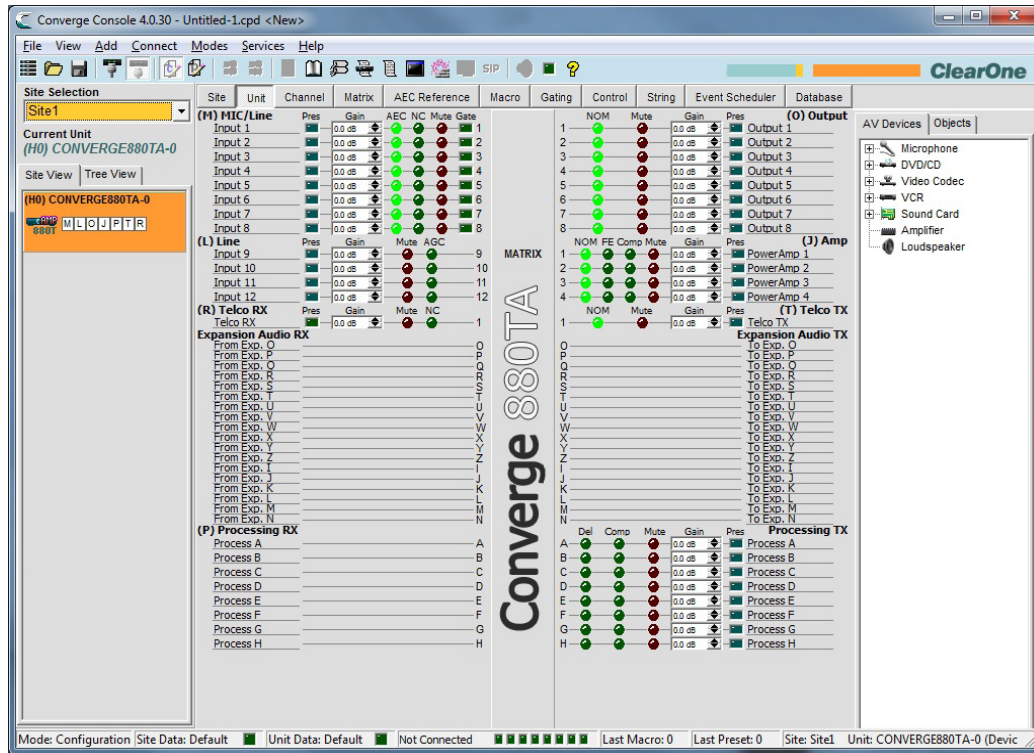 Converge Console 4.0.30 - Untitled-1.cpd <New>
File View Add Connect Modes Services Help
SIP
ClearOne
Site Selection
Site1
Current Unit
(H0) CONVERGE880TA-0
Site View Tree View
(H0) CONVERGE880TA-0
AMP
880T M L O J P T R
Site Unit Channel Matrix AEC Reference Macro Gating Control String Event Scheduler Database
(M) MIC/Line Pres Gain AEC NC Mute Gate
Input 1 0.0 dB 1
Input 2 0.0 dB 2
Input 3 0.0 dB 3
Input 4 0.0 dB 4
Input 5 0.0 dB 5
Input 6 0.0 dB 6
Input 7 0.0 dB 7
Input 8 0.0 dB 8
(L) Line Pres Gain Mute AGC
Input 9 0.0 dB 9
Input 10 0.0 dB 10
Input 11 0.0 dB 11
Input 12 0.0 dB 12
(R) Telco RX Pres Gain Mute NC
Telco RX 0.0 dB 1
Expansion Audio RX
From Exp. O O
From Exp. P P
From Exp. Q Q
From Exp. R R
From Exp. S S
From Exp. T T
From Exp. U U
From Exp. V V
From Exp. W W
From Exp. X X
From Exp. Y Y
From Exp. Z Z
From Exp. I I
From Exp. J J
From Exp. K K
From Exp. L L
From Exp. M M
From Exp. N N
(P) Processing RX
Process A A
Process B B
Process C C
Process D D
Process E E
Process F F
Process G G
Process H H
MATRIX
Converge 880TA
NOM Mute Gain Pres (O) Output
1 0.0 dB Output 1
2 0.0 dB Output 2
3 0.0 dB Output 3
4 0.0 dB Output 4
5 0.0 dB Output 5
6 0.0 dB Output 6
7 0.0 dB Output 7
8 0.0 dB Output 8
NOM FE Comp Mute Gain Pres (J) Amp
1 0.0 dB PowerAmp 1
2 0.0 dB PowerAmp 2
3 0.0 dB PowerAmp 3
4 0.0 dB PowerAmp 4
NOM Mute Gain Pres (T) Telco TX
1 0.0 dB Telco TX
Expansion Audio TX
O To Exp. O
P To Exp. P
Q To Exp. Q
R To Exp. R
S To Exp. S
T To Exp. T
U To Exp. U
V To Exp. V
W To Exp. W
X To Exp. X
Y To Exp. Y
Z To Exp. Z
I To Exp. I
J To Exp. J
K To Exp. K
L To Exp. L
M To Exp. M
N To Exp. N
Del Comp Mute Gain Pres Processing TX
A 0.0 dB Process A
B 0.0 dB Process B
C 0.0 dB Process C
D 0.0 dB Process D
E 0.0 dB Process E
F 0.0 dB Process F
G 0.0 dB Process G
H 0.0 dB Process H
AV Devices Objects
Microphone
DVD/CD
Video Codec
VCR
Sound Card
Amplifier
Loudspeaker
Mode: Configuration Site Data: Default Unit Data: Default Not Connected Last Macro: 0 Last Preset: 0 Site: Site1 Unit: CONVERGE880TA-0 (Devic